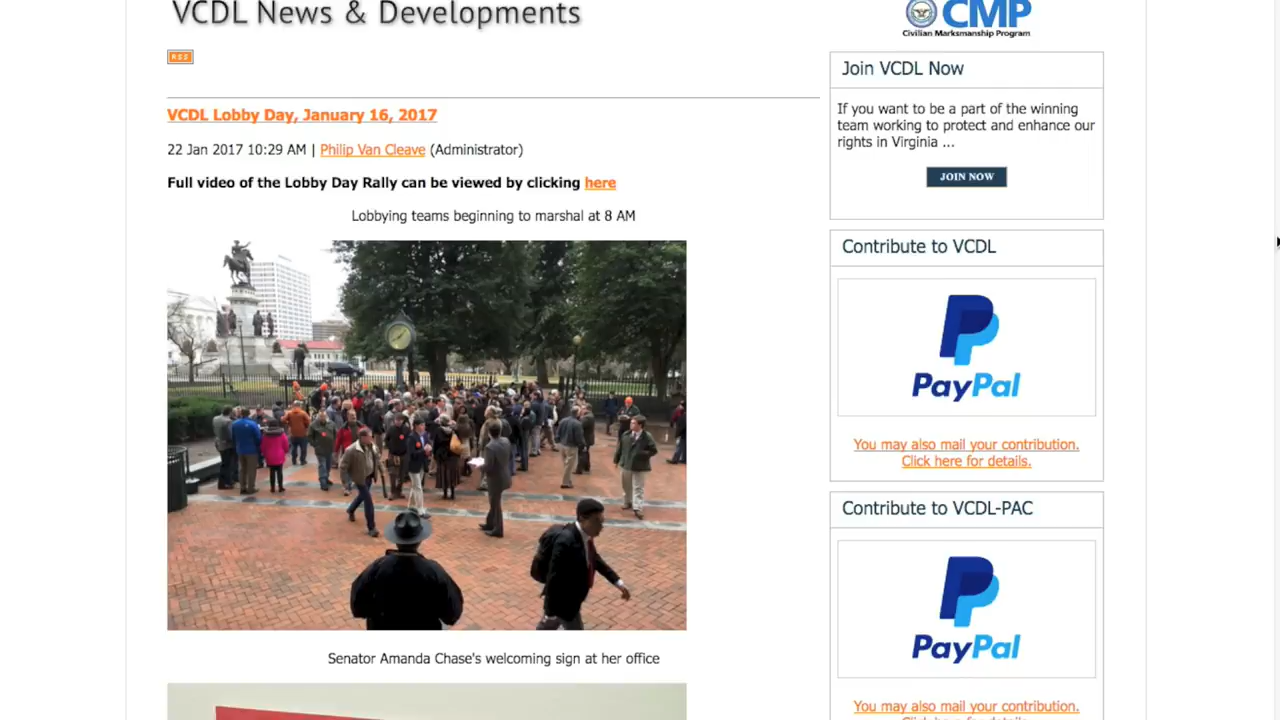 VCDL News & Developments
RSS
VCDL Lobby Day, January 16, 2017
22 Jan 2017 10:29 AM | Philip Van Cleave (Administrator)
Full video of the Lobby Day Rally can be viewed by clicking here
Lobbying teams beginning to marshal at 8 AM
Senator Amanda Chase's welcoming sign at her office
CMP
Civilian Marksmanship Program
Join VCDL Now
If you want to be a part of the winning
team working to protect and enhance our
rights in Virginia ...
JOIN NOW
Contribute to VCDL
PayPal
You may also mail your contribution.
Click here for details.
Contribute to VCDL-PAC
PayPal
You may also mail your contribution.
Click here for details.